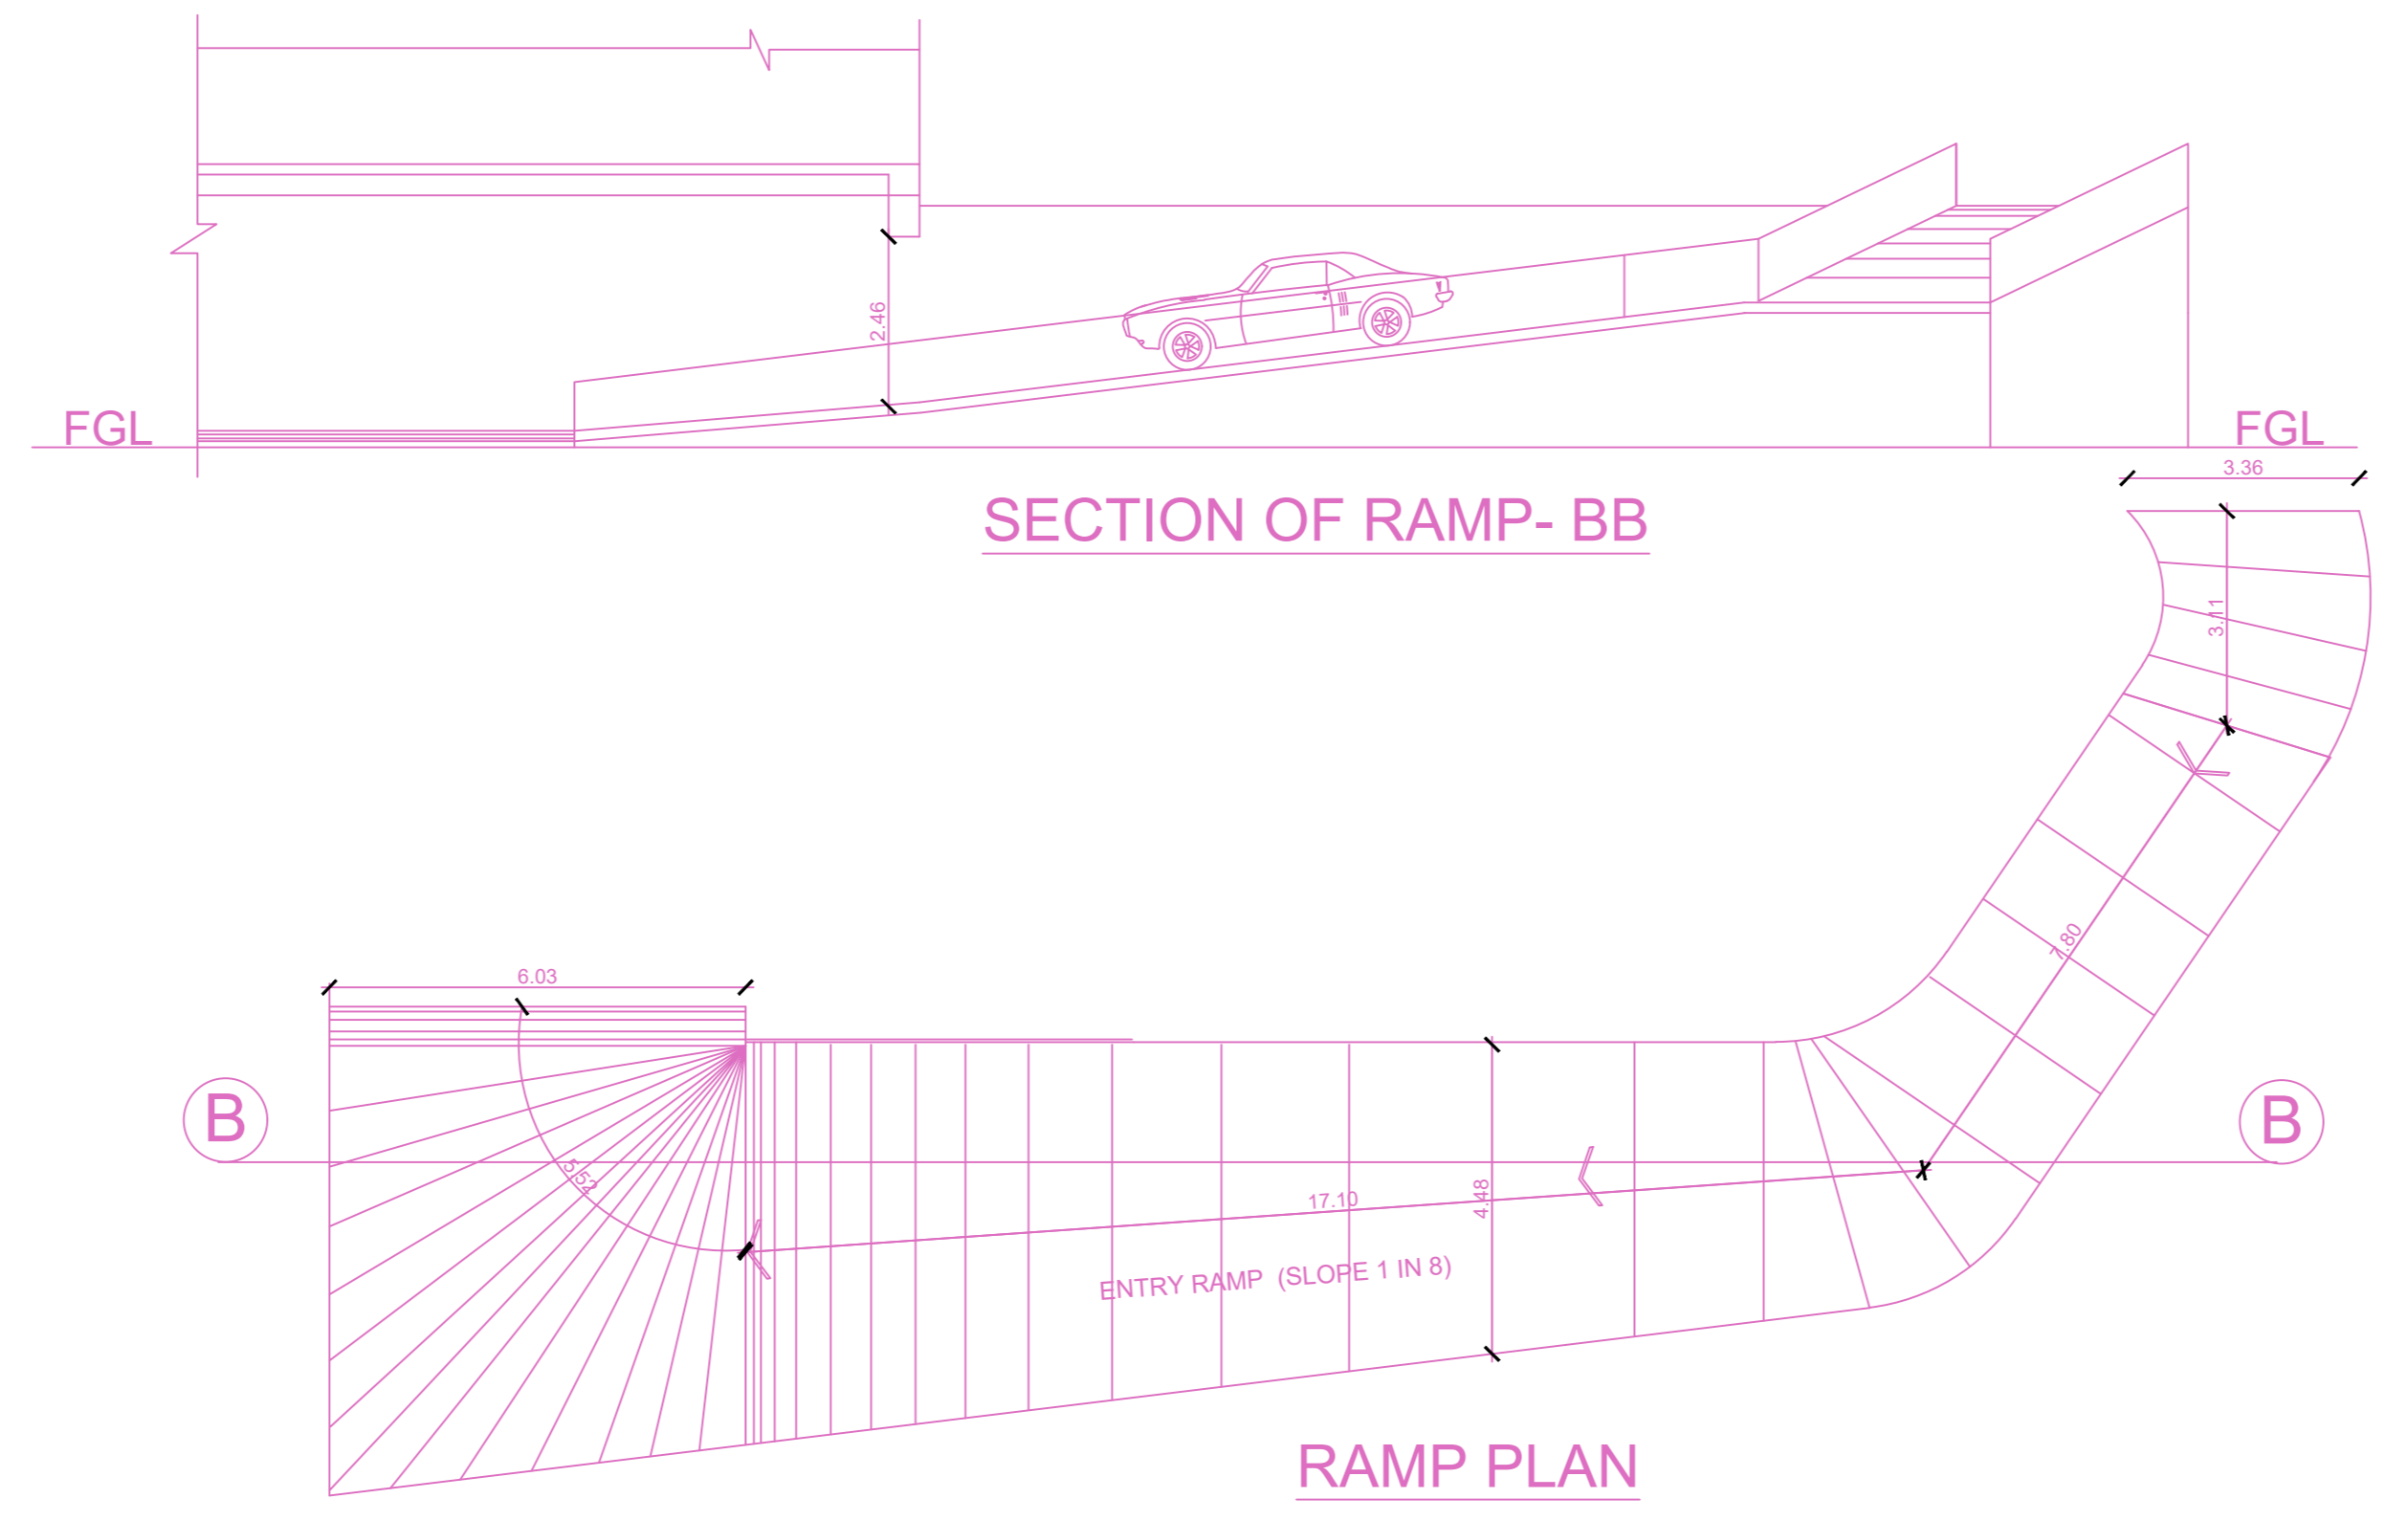 2.46
FGL
FGL
3.36
SECTION OF RAMP- BB
3.11
7.80
6.03
B
B
5.52
17.10
4.48
ENTRY RAMP (SLOPE 1 IN 8)
RAMP PLAN